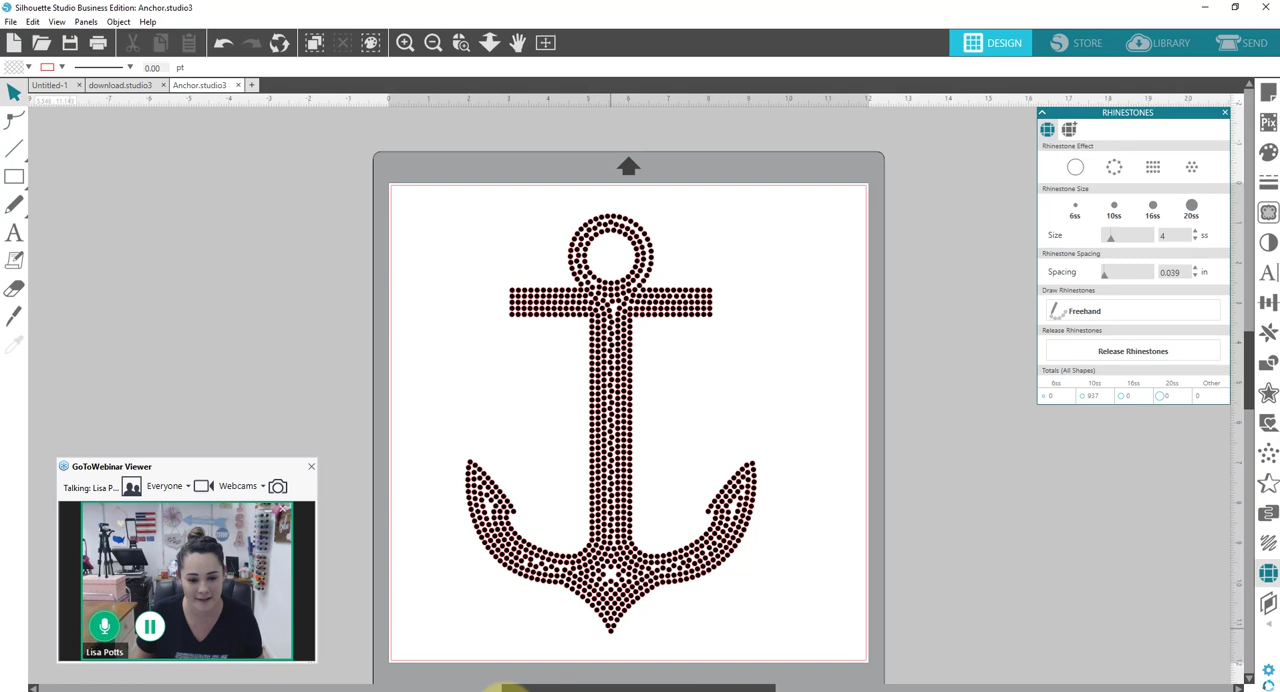 Silhouette Studio Business Edition: Anchor.studio3
File Edit View Panels Object Help
DESIGN STORE LIBRARY SEND
0.00 pt
Untitled-1 download.studio3 Anchor.studio3
RHINESTONES
Rhinestone Effect
Rhinestone Size
6ss 10ss 16ss 20ss
Size 4 ss
Rhinestone Spacing
Spacing 0.039 in
Draw Rhinestones
Freehand
Release Rhinestones
Release Rhinestones
Totals (All Shapes)
6ss 10ss 16ss 20ss Other
0 937 0 0 0
GoToWebinar Viewer
Talking: Lisa P... Everyone Webcams
Lisa Potts